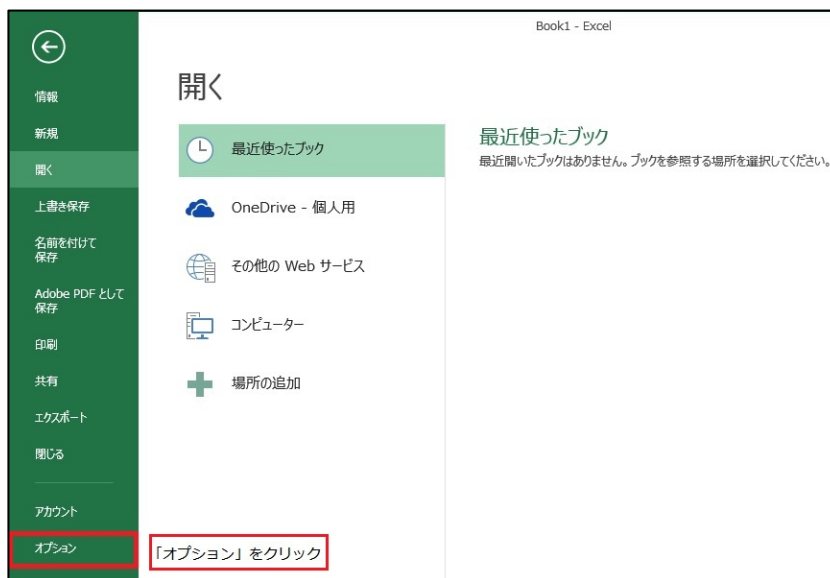 Book1 - Excel
情報
新規
開く
上書き保存
名前を付けて
保存
Adobe PDF として
保存
印刷
共有
エクスポート
閉じる
アカウント
オプション
開く
最近使ったブック
OneDrive - 個人用
その他の Web サービス
コンピューター
場所の追加
最近使ったブック
最近開いたブックはありません。ブックを参照する場所を選択してください。
「オプション」をクリック